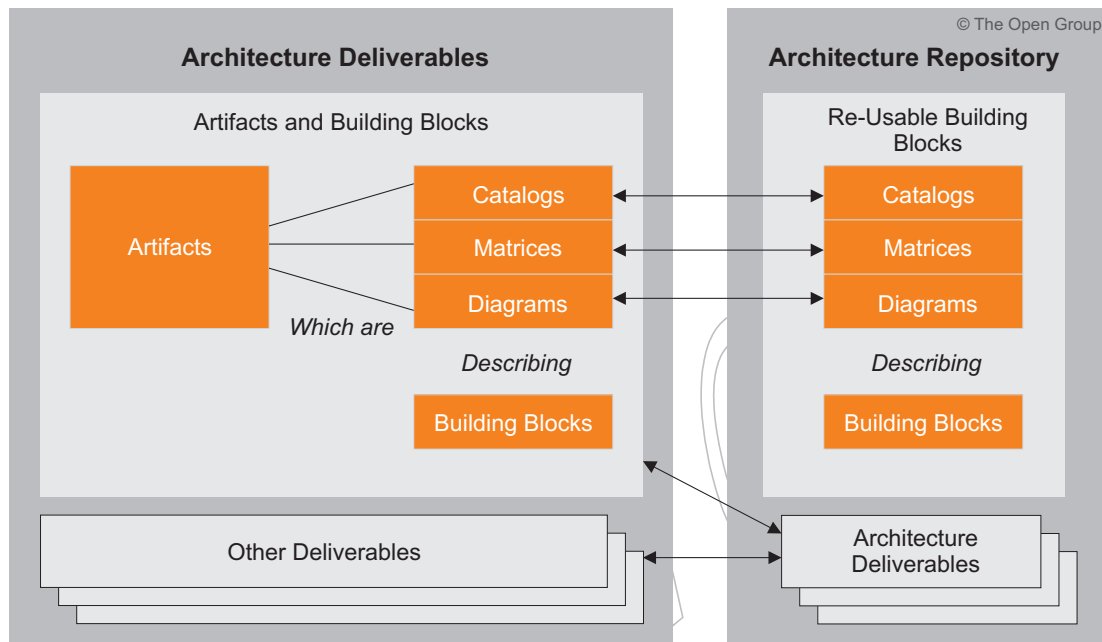 © The Open Group
Architecture Deliverables
Architecture Repository
Artifacts and Building Blocks
Re-Usable Building
Blocks
Artifacts
Catalogs
Matrices
Diagrams
Which are
Describing
Building Blocks
Catalogs
Matrices
Diagrams
Describing
Building Blocks
Other Deliverables
Architecture
Deliverables